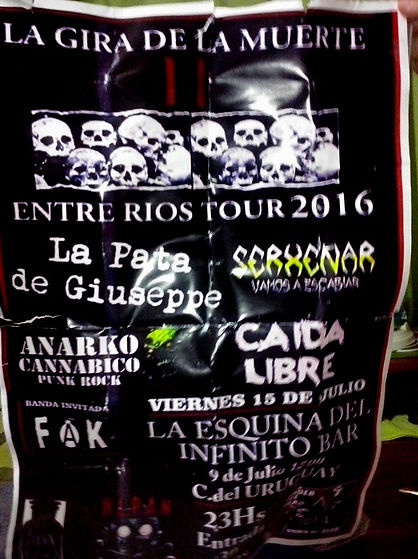 LA GIRA DE LA MUERTE
II
ENTRE RIOS TOUR 2016
La Pata
de Giuseppe
SERXENAR
VAMOS A ESCABIAR
ANARKO
CANNABICO
PUNK ROCK
CAIDA
LIBRE
BANDA INVITADA
FAK
VIERNES 15 DE JULIO
LA ESQUINA DEL
INFINITO BAR
9 de Julio
C.del URUGUAY
23Hs